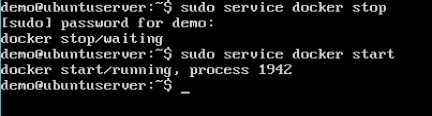 demo@ubuntuserver:~$ sudo service docker stop
[sudo] password for demo:
docker stop/waiting
demo@ubuntuserver:~$ sudo service docker start
docker start/running, process 1942
demo@ubuntuserver:~$ _